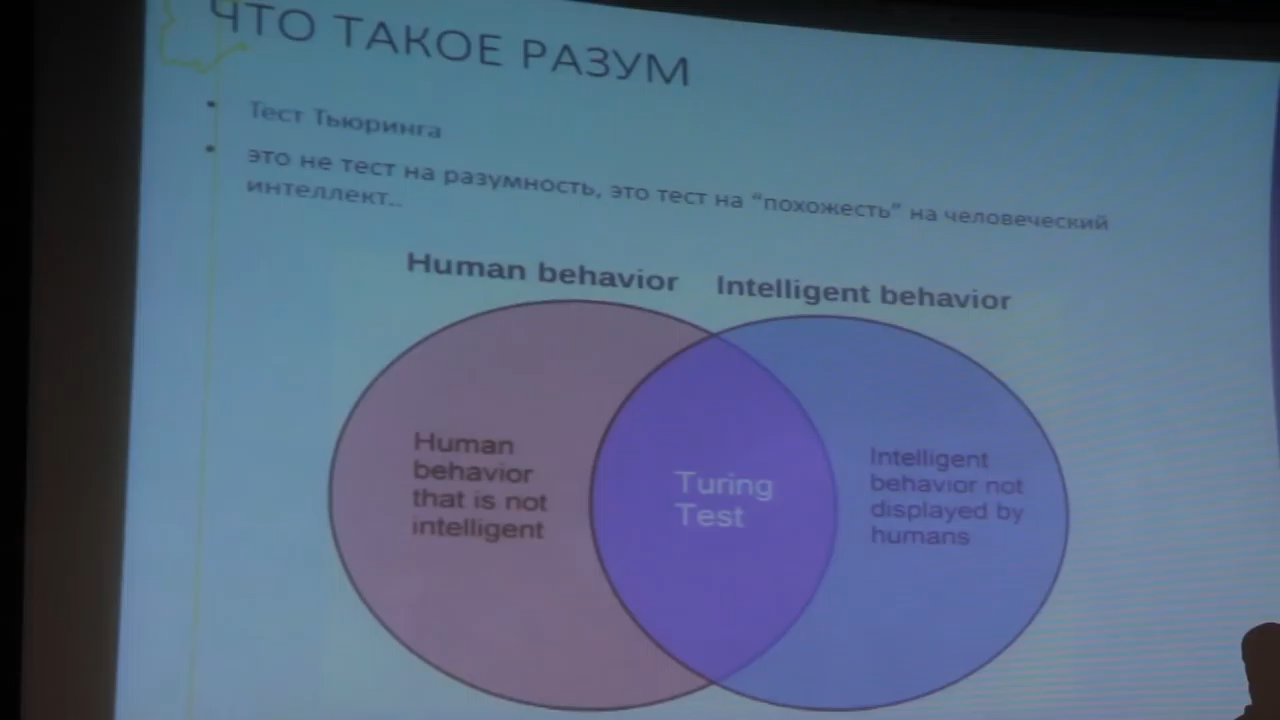 ЧТО ТАКОЕ РАЗУМ
• Тест Тьюринга
• это не тест на разумность, это тест на “похожесть” на человеческий
интеллект..
Human behavior
Intelligent behavior
Human
behavior
that is not
intelligent
Turing
Test
Intelligent
behavior not
displayed by
humans